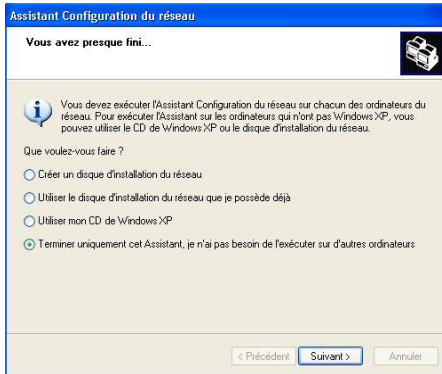 Assistant Configuration du réseau
Vous avez presque fini...
Vous devez exécuter l'Assistant Configuration du réseau sur chacun des ordinateurs du
réseau. Pour exécuter l'Assistant sur les ordinateurs qui n'ont pas Windows XP, vous
pouvez utiliser le CD de Windows XP ou le disque d'installation du réseau.
Que voulez-vous faire ?
Créer un disque d'installation du réseau
Utiliser le disque d'installation du réseau que je possède déjà
Utiliser mon CD de Windows XP
Terminer uniquement cet Assistant, je n'ai pas besoin de l'exécuter sur d'autres ordinateurs
< Précédent Suivant > Annuler